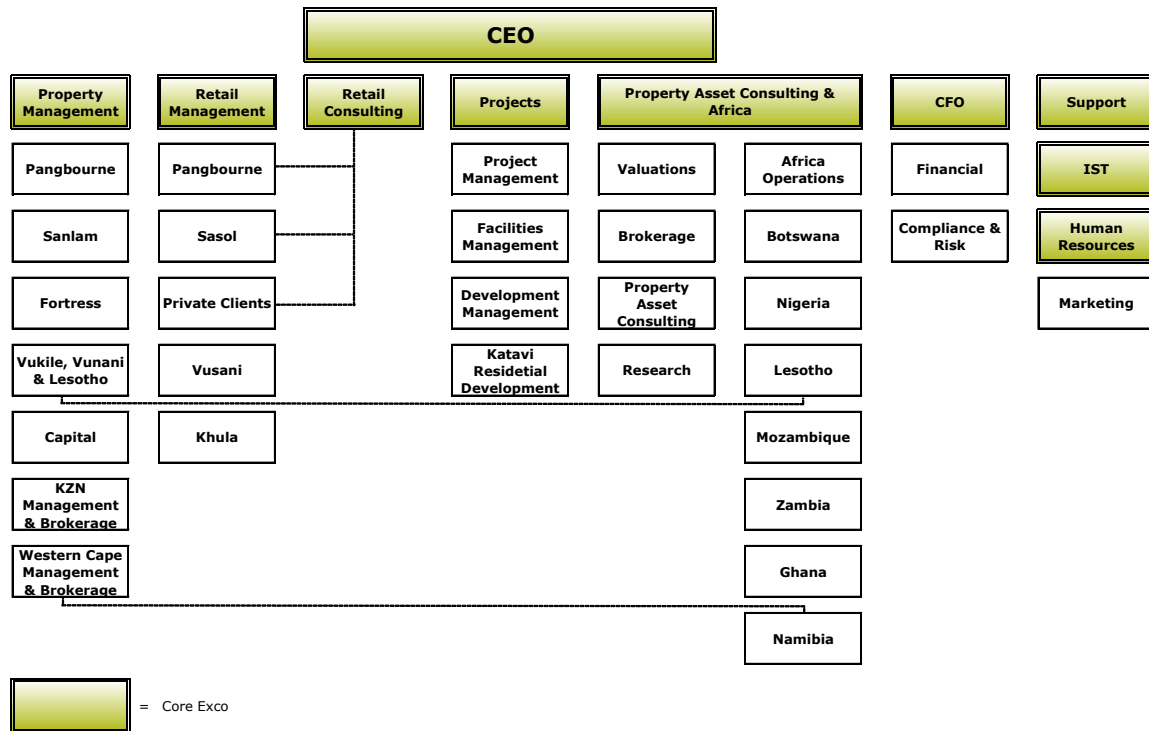 CEO
Property
Management
Retail
Management
Retail
Consulting
Projects
Property Asset Consulting &
Africa
CFO
Support
Pangbourne
Pangbourne
Project
Management
Valuations
Africa
Operations
Financial
IST
Sanlam
Sasol
Facilities
Management
Brokerage
Botswana
Compliance &
Risk
Human
Resources
Fortress
Private Clients
Development
Management
Property
Asset
Consulting
Nigeria
Marketing
Vukile, Vunani
& Lesotho
Vusani
Katavi
Residetial
Development
Research
Lesotho
Capital
Khula
Mozambique
KZN
Management
& Brokerage
Zambia
Western Cape
Management
& Brokerage
Ghana
Namibia
= Core Exco